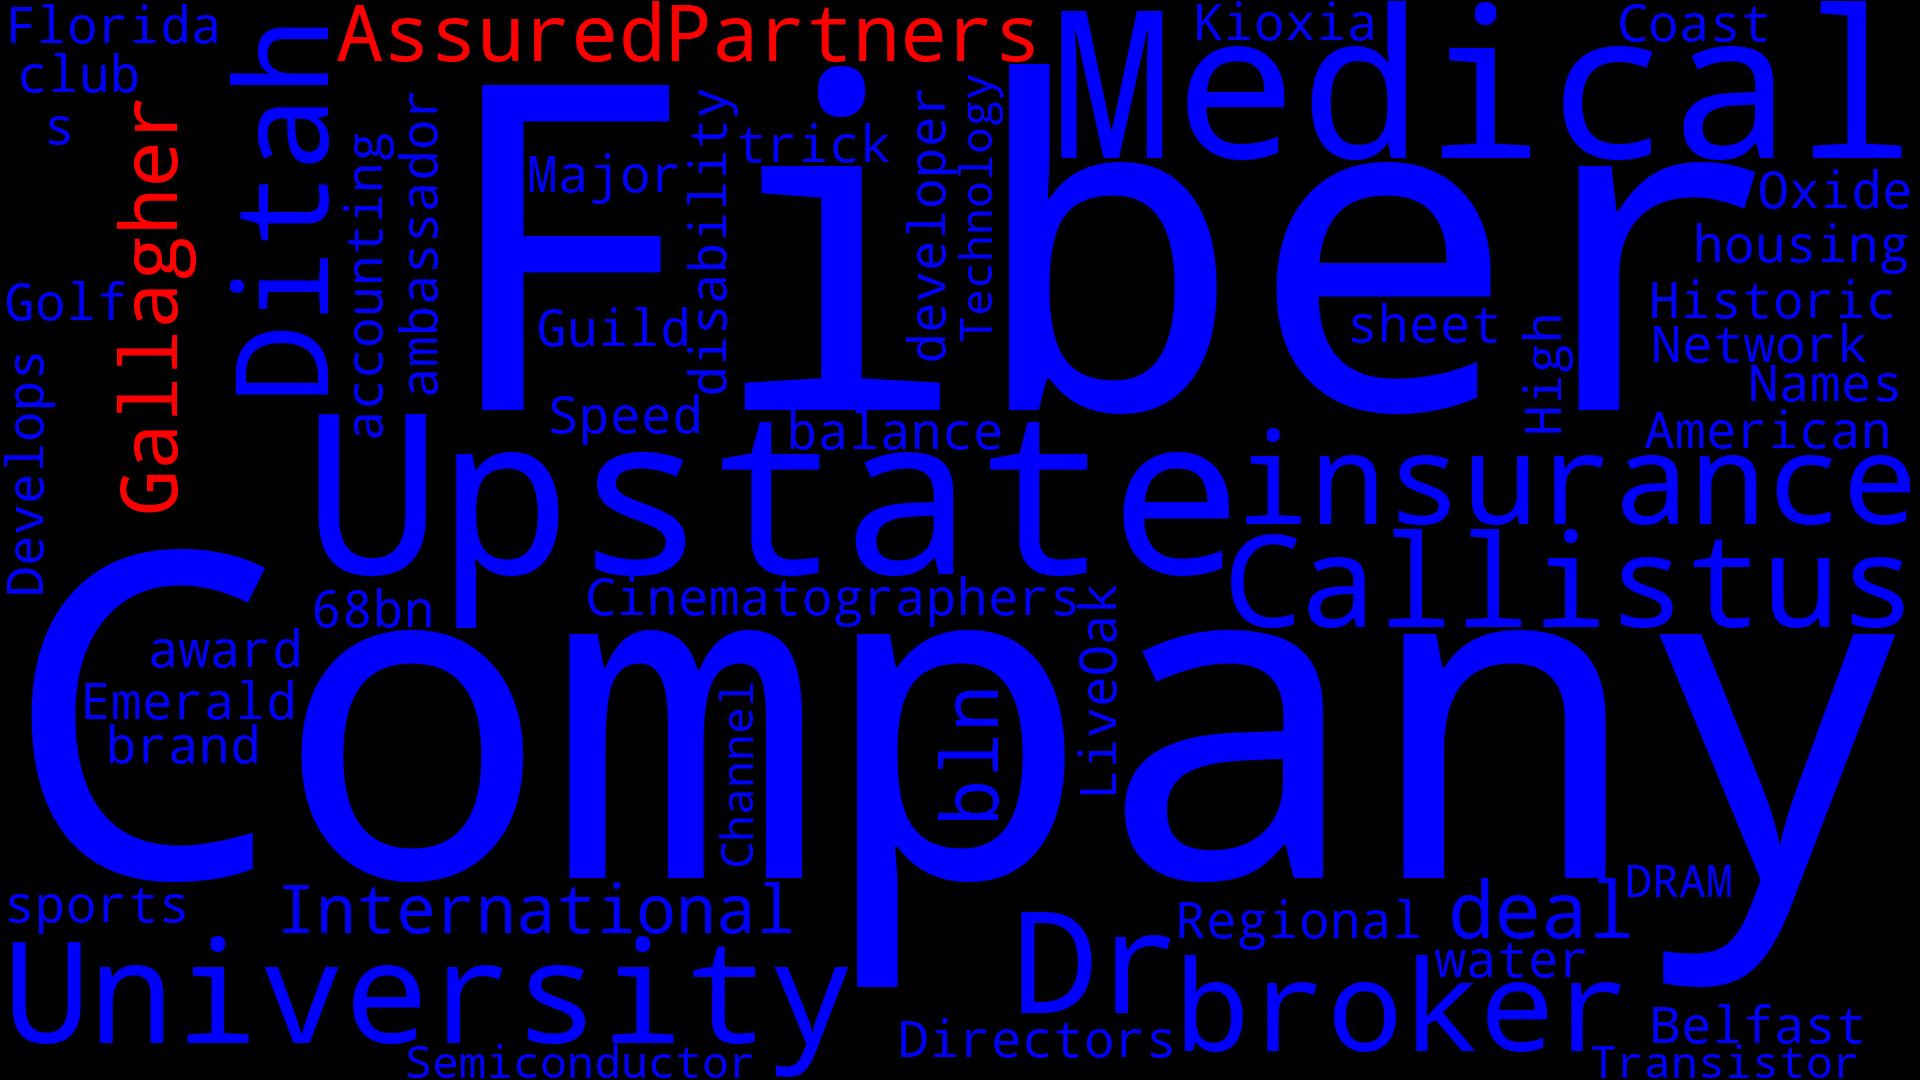 Florida
club
s
Gallagher
Golf
Develops
Dittah
AssuredPartners
accounting
ambassador
Fiber
Major
disability
trick
developer
Technology
Guild
Speed
balance
Medical
Kioxia
Coast
Oxide
housing
Historic
sheet
High
Network
Names
American
Upstate
insurance
Callistus
68bn
Cinematographers
LiveOak
award
Emerald
brand
Company
Channel
bln
sports
International
Dr
Regional
deal
DRAM
water
University
broker
Directors
Belfast
Semiconductor
Transistor